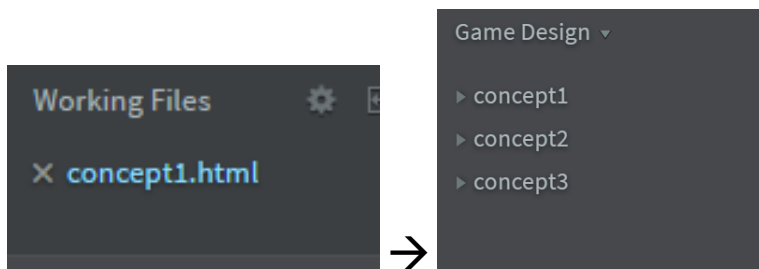 Working Files
concept1.html
Game Design
concept1
concept2
concept3